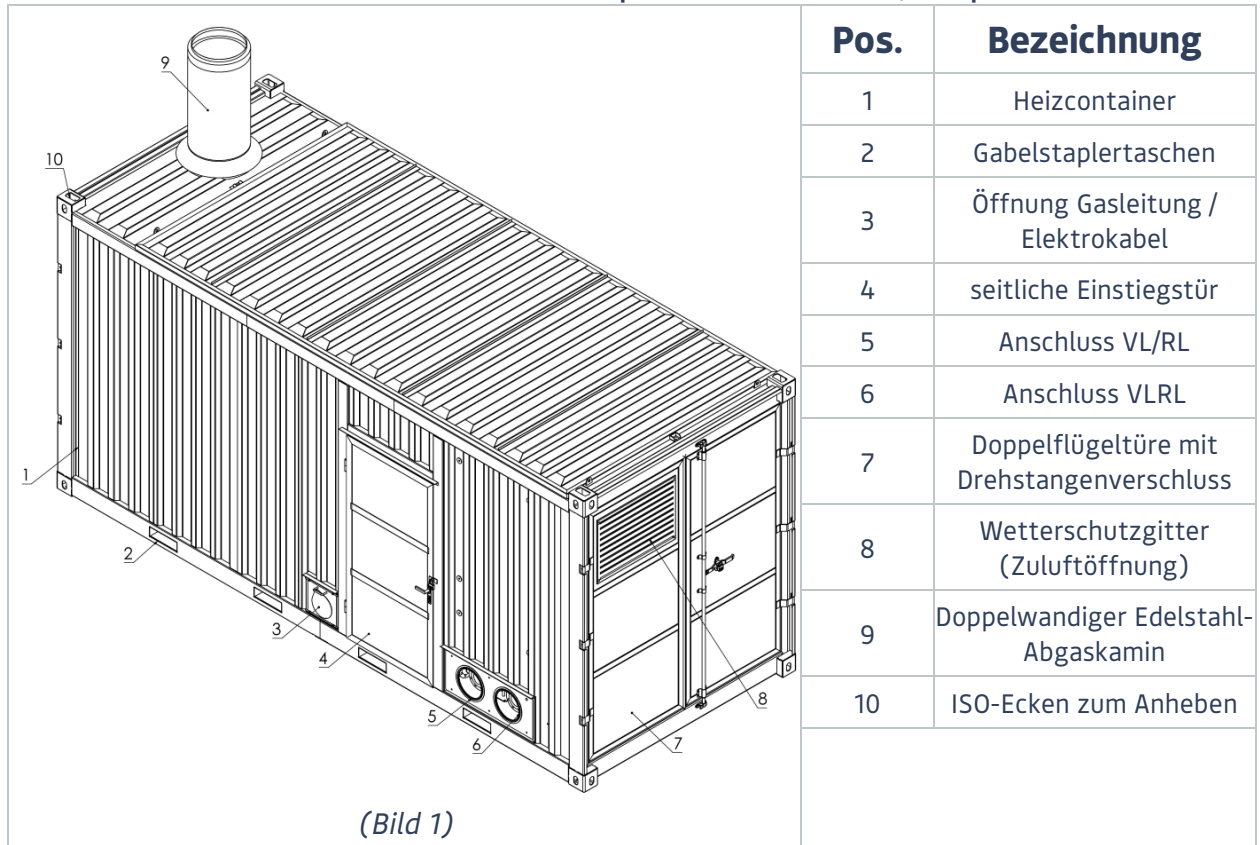 Pos. Bezeichnung
1 Heizcontainer
2 Gabelstaplertaschen
3 Öffnung Gasleitung /
Elektrokabel
4 seitliche Einstiegstür
5 Anschluss VL/RL
6 Anschluss VLRL
7 Doppelflügeltüre mit
Drehstangenverschluss
8 Wetterschutzgitter
(Zuluftöffnung)
9 Doppelwandiger Edelstahl-
Abgaskamin
10 ISO-Ecken zum Anheben
9
10
1
2
3
4
5
6
7
8
(Bild 1)